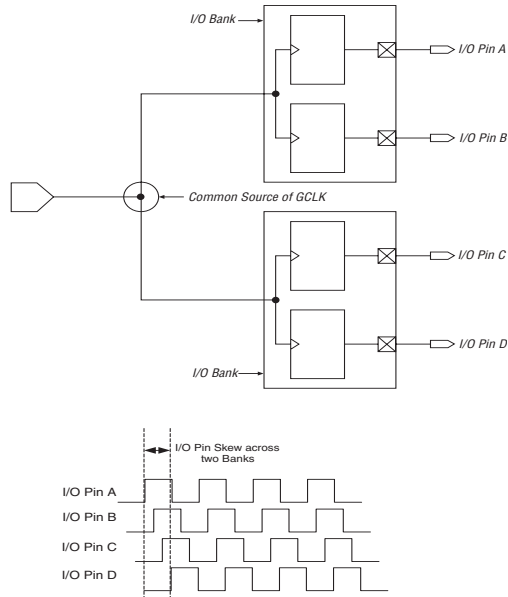 I/O Bank
I/O Pin A
I/O Pin B
Common Source of GCLK
I/O Pin C
I/O Pin D
I/O Bank
I/O Pin Skew across
two Banks
I/O Pin A
I/O Pin B
I/O Pin C
I/O Pin D